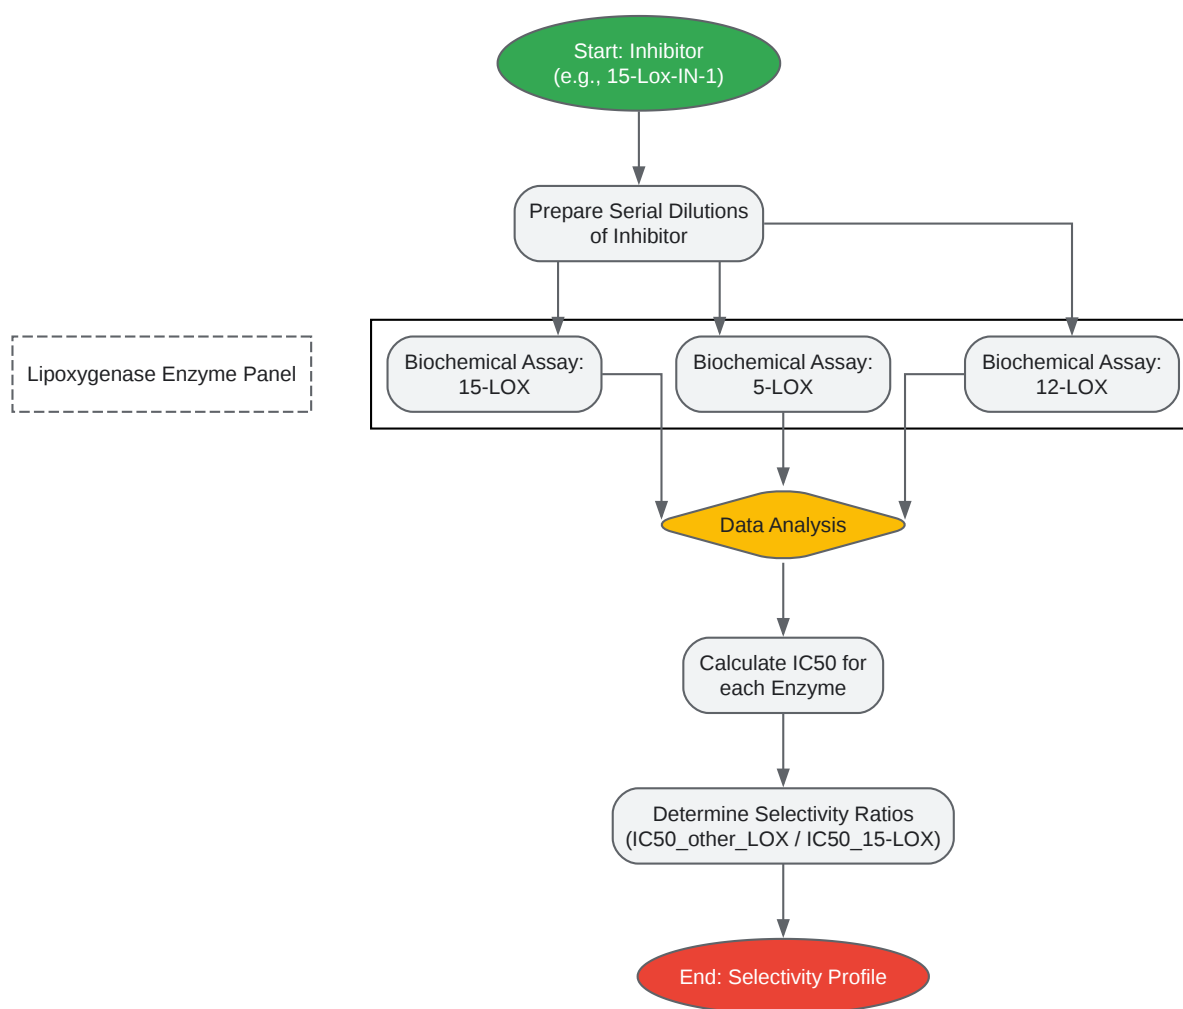 Start: Inhibitor
(e.g., 15-Lox-IN-1)
Prepare Serial Dilutions
of Inhibitor
Lipoxygenase Enzyme Panel
Biochemical Assay:
15-LOX
Biochemical Assay:
5-LOX
Biochemical Assay:
12-LOX
Data Analysis
Calculate IC50 for
each Enzyme
Determine Selectivity Ratios
(IC50_other_LOX / IC50_15-LOX)
End: Selectivity Profile